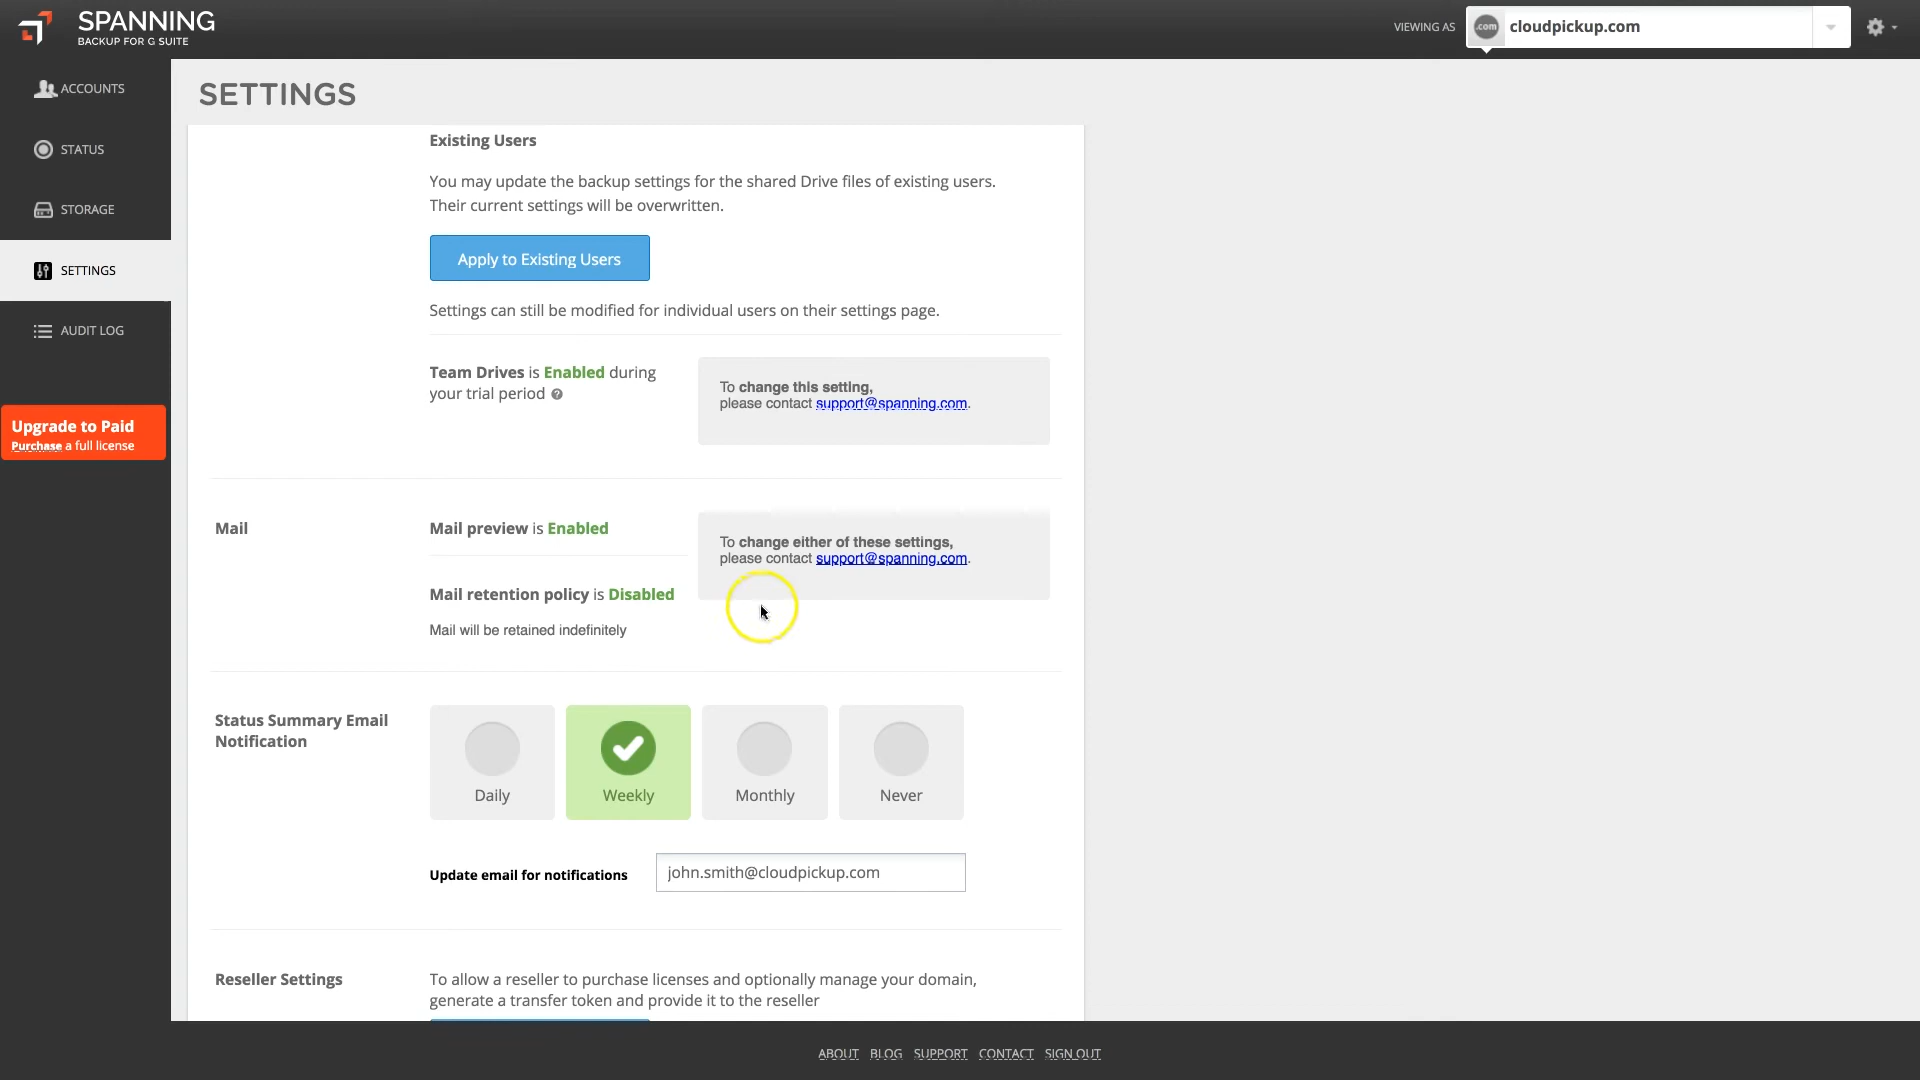 SPANNING
BACKUP FOR G SUITE
VIEWING AS
.com
cloudpickup.com
ACCOUNTS
STATUS
STORAGE
SETTINGS
AUDIT LOG
Upgrade to Paid
Purchase a full license
SETTINGS
Existing Users
You may update the backup settings for the shared Drive files of existing users.
Their current settings will be overwritten.
Apply to Existing Users
Settings can still be modified for individual users on their settings page.
Team Drives is Enabled during
your trial period ?
To change this setting,
please contact support@spanning.com.
Mail
Mail preview is Enabled
To change either of these settings,
please contact support@spanning.com.
Mail retention policy is Disabled
Mail will be retained indefinitely
Status Summary Email
Notification
Daily
Weekly
Monthly
Never
Update email for notifications
john.smith@cloudpickup.com
Reseller Settings
To allow a reseller to purchase licenses and optionally manage your domain,
generate a transfer token and provide it to the reseller
ABOUT BLOG SUPPORT CONTACT SIGN OUT